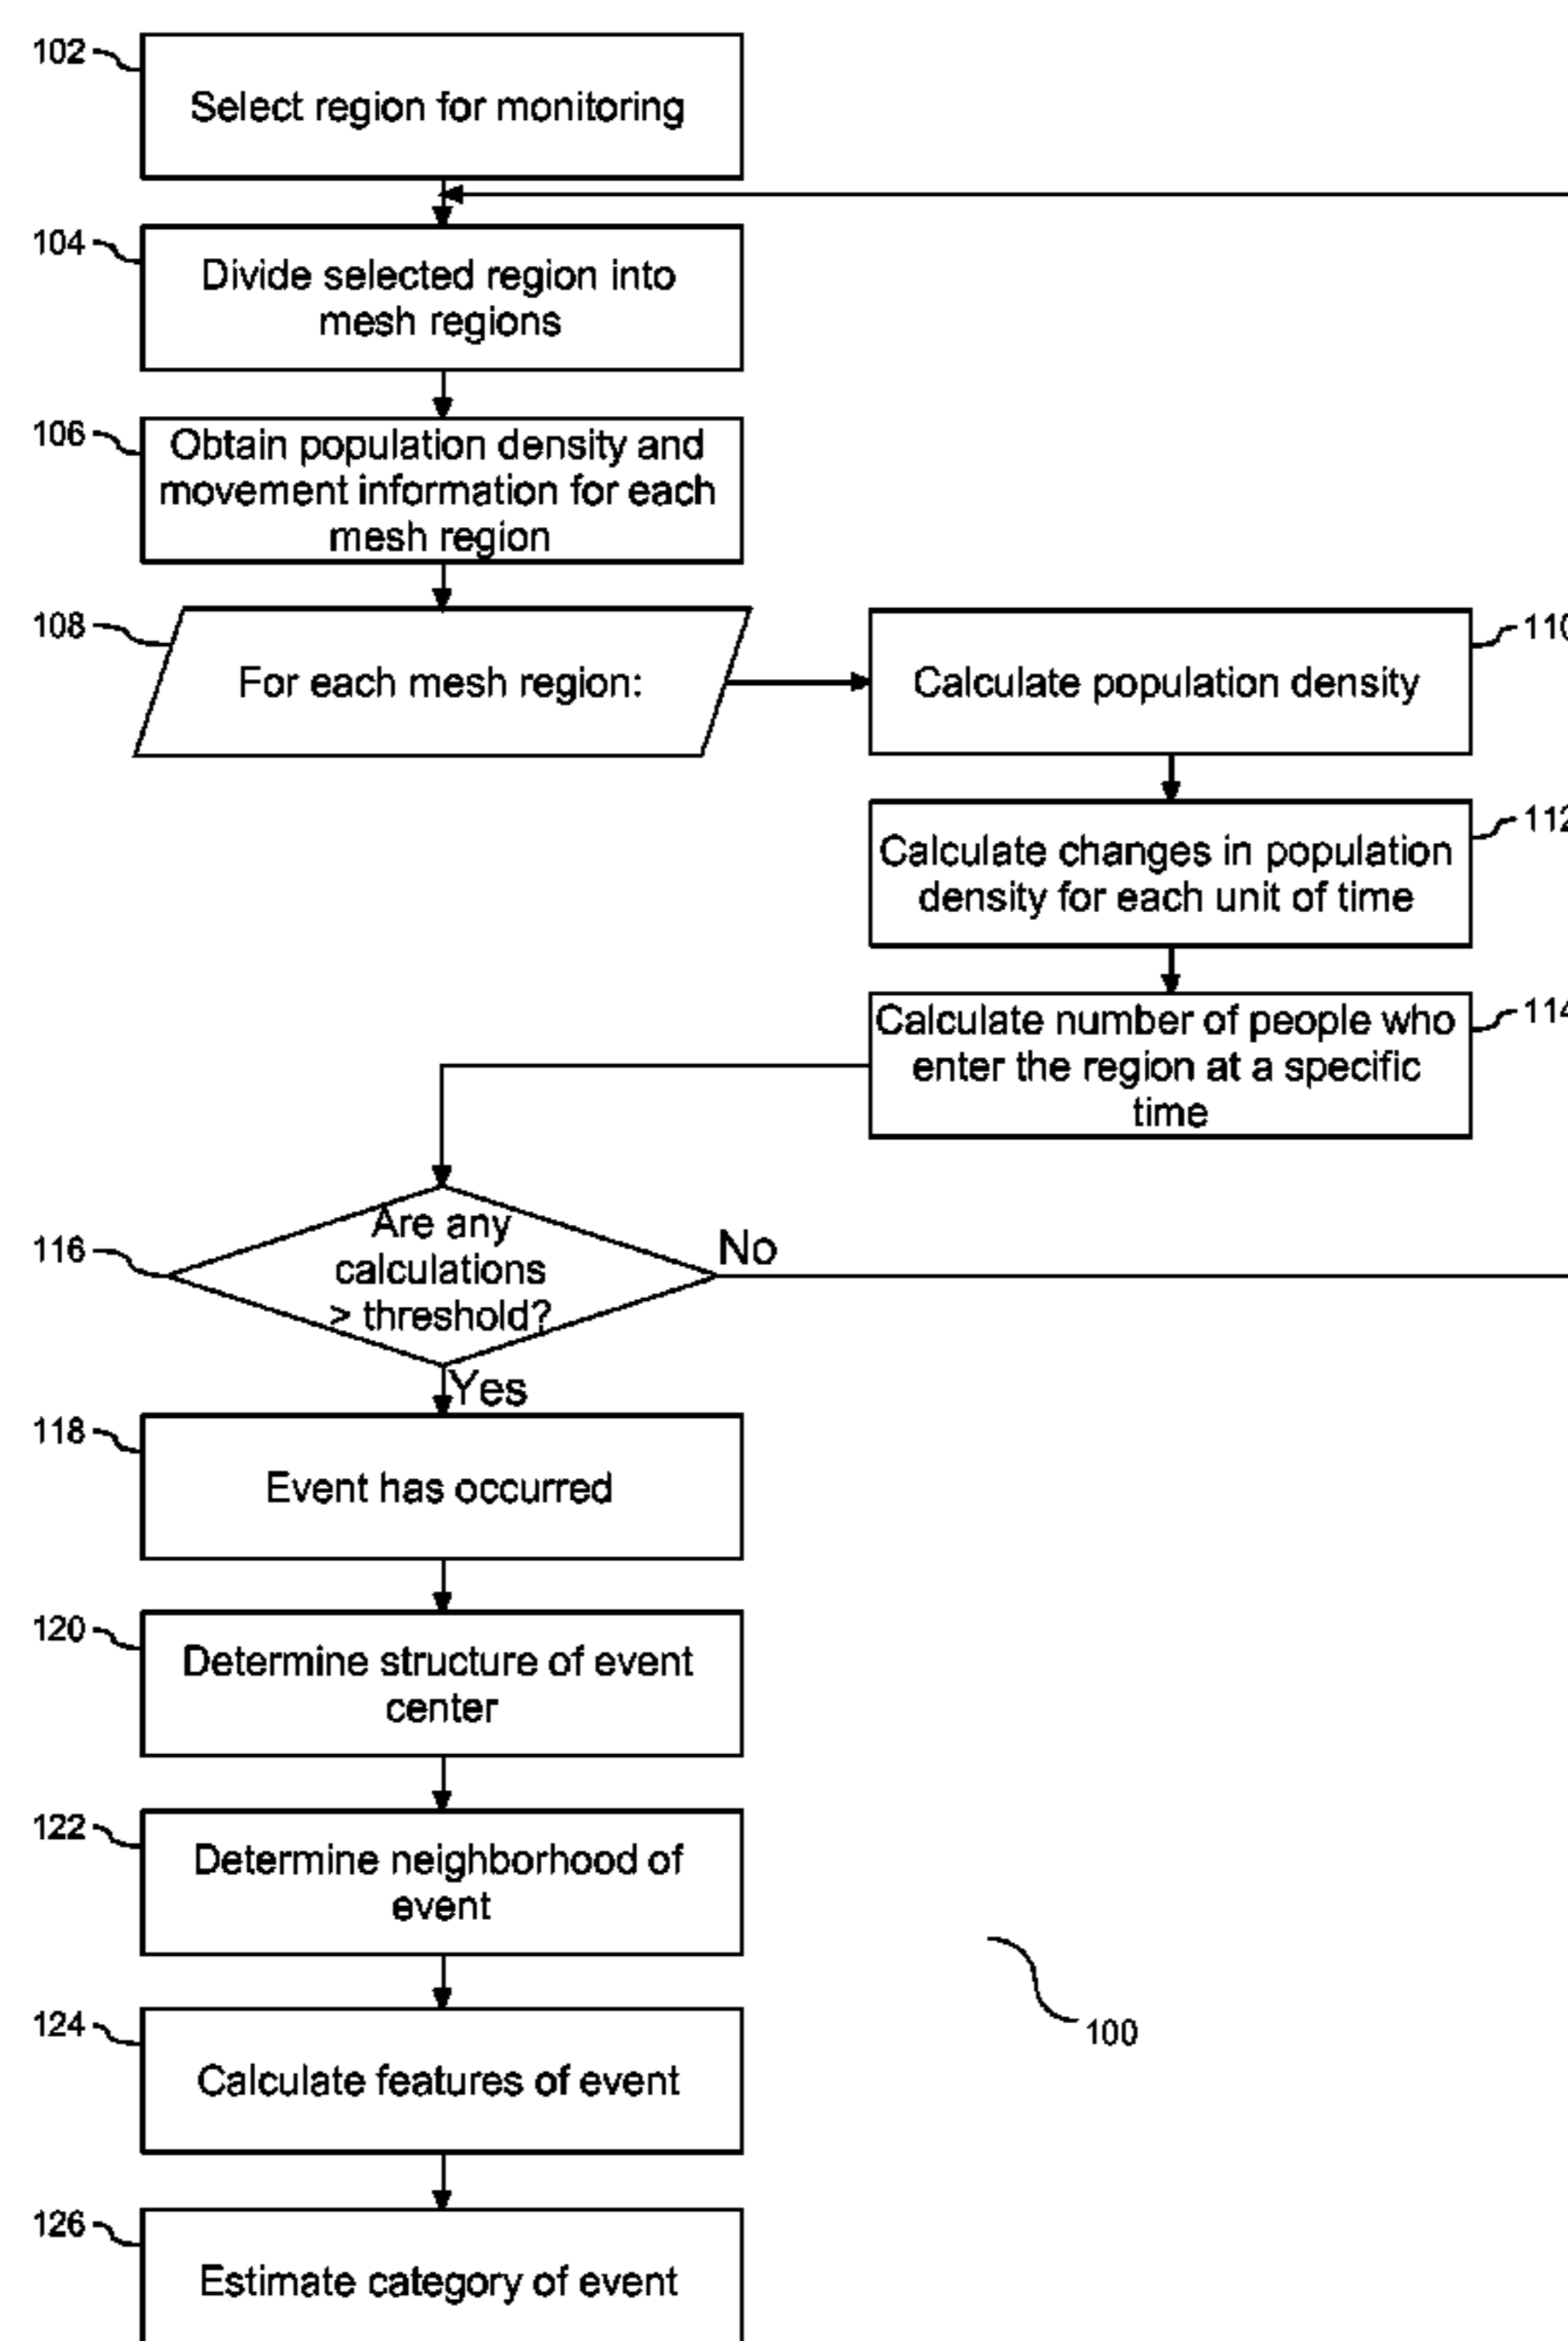 102
Select region for monitoring
104
Divide selected region into
mesh regions
106
Obtain population density and
movement information for each
mesh region
108
For each mesh region:
110
Calculate population density
112
Calculate changes in population
density for each unit of time
114
Calculate number of people who
enter the region at a specific
time
116
Are any
calculations
> threshold?
No
Yes
118
Event has occurred
120
Determine structure of event
center
122
Determine neighborhood of
event
100
124
Calculate features of event
126
Estimate category of event